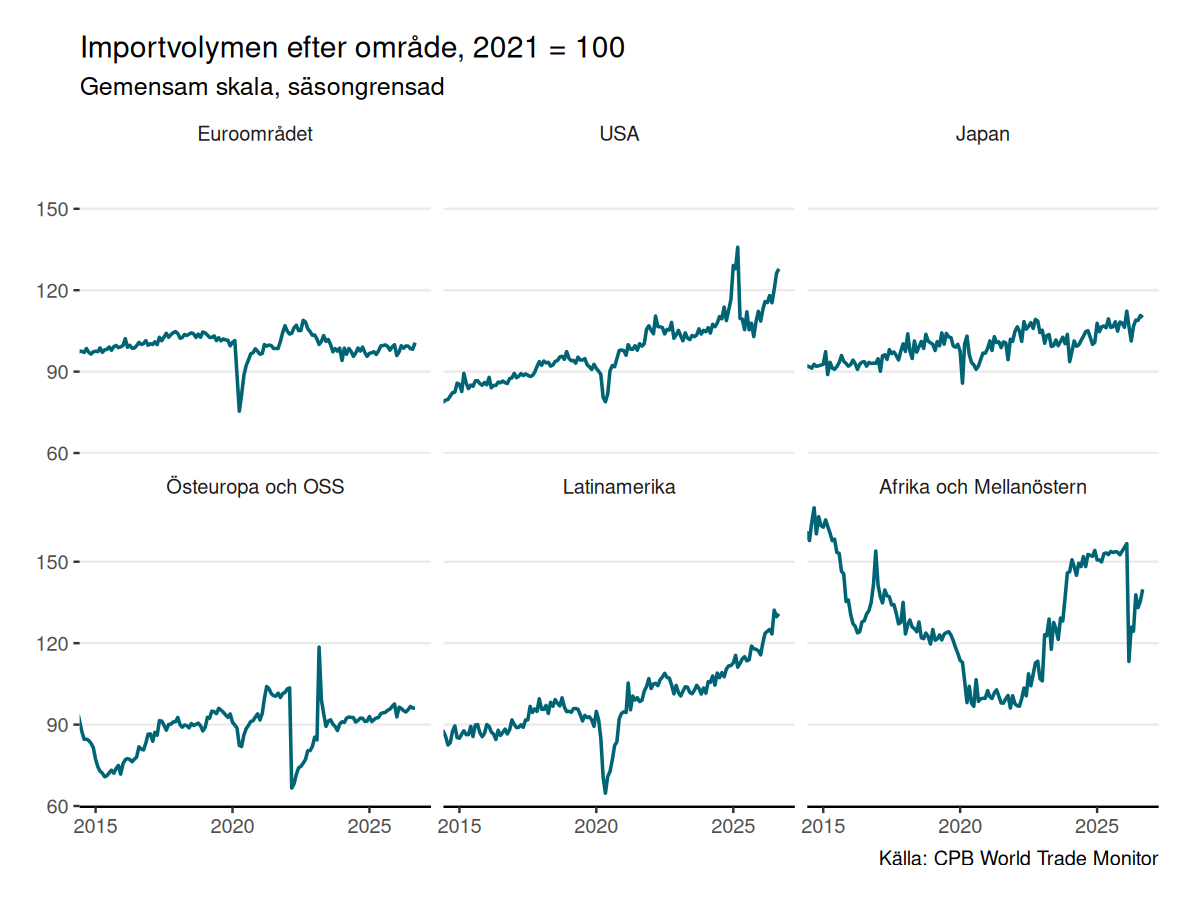 Importvolymen efter område, 2021 = 100
Gemensam skala, säsongrensad
Euroområdet
USA
Japan
150
120
90
60
Östeuropa och OSS
Latinamerika
Afrika och Mellanöstern
150
120
90
60
2015 2020 2025
2015 2020 2025
2015 2020 2025
Källa: CPB World Trade Monitor